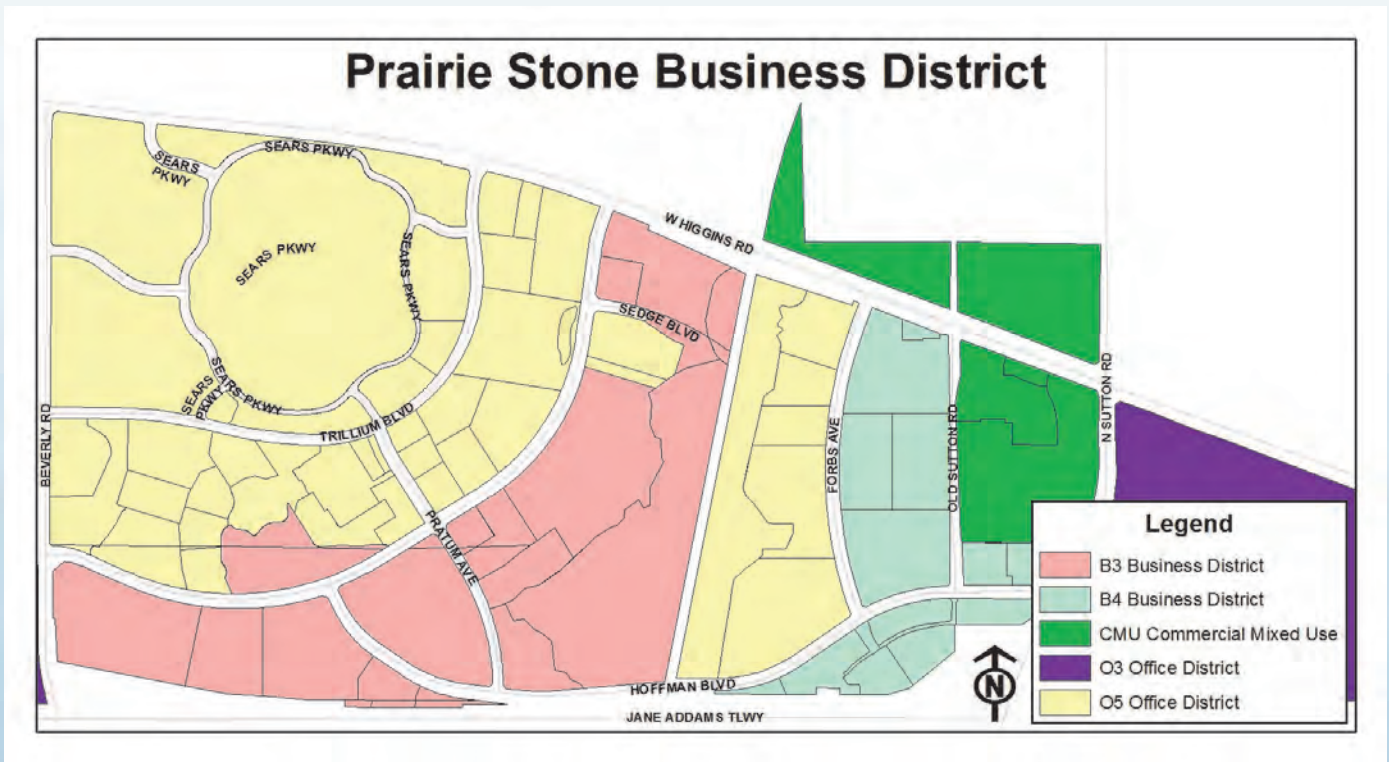 Prairie Stone Business District
SEARS PKWY
SEARS
PKWY
SEARS PKWY
SEARS PKWY
W HIGGINS RD
SEDGE BLVD
SEARS PKWY
SEARS
PKWY
TRILLIUM BLVD
BEVERLY RD
PRATUM AVE
FORBS AVE
OLD SUTTON RD
N SUTTON RD
HOFFMAN BLVD
JANE ADDAMS TLWY
N
Legend
B3 Business District
B4 Business District
CMU Commercial Mixed Use
O3 Office District
O5 Office District